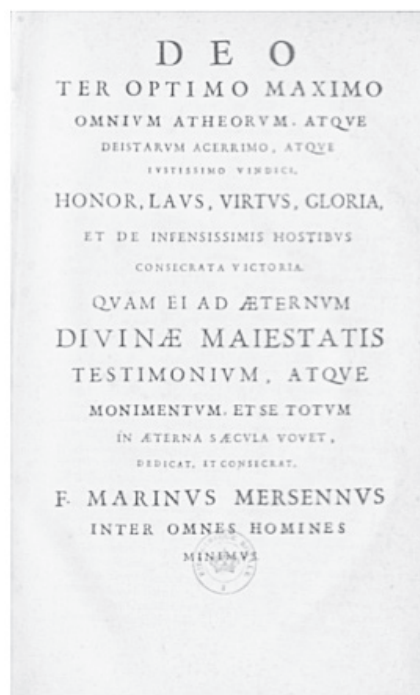 DEO
TER OPTIMO MAXIMO
OMNIVM ATHEORVM. ATQVE
DEISTARVM ACERRIMO, ATQVE
IVSTISSIMO VINDICI,
HONOR, LAVS, VIRTVS, GLORIA,
ET DE INFENSISSIMIS HOSTIBVS
CONSECRATA VICTORIA.
QVAM EI AD ÆTERNVM
DIVINÆ MAIESTATIS
TESTIMONIVM, ATQVE
MONIMENTVM. ET SE TOTVM
IN ÆTERNA SÆCVLA VOVET,
DEDICAT, ET CONSECRAT,
F. MARINVS MERSENNVS
INTER OMNES HOMINES
MINIMVS